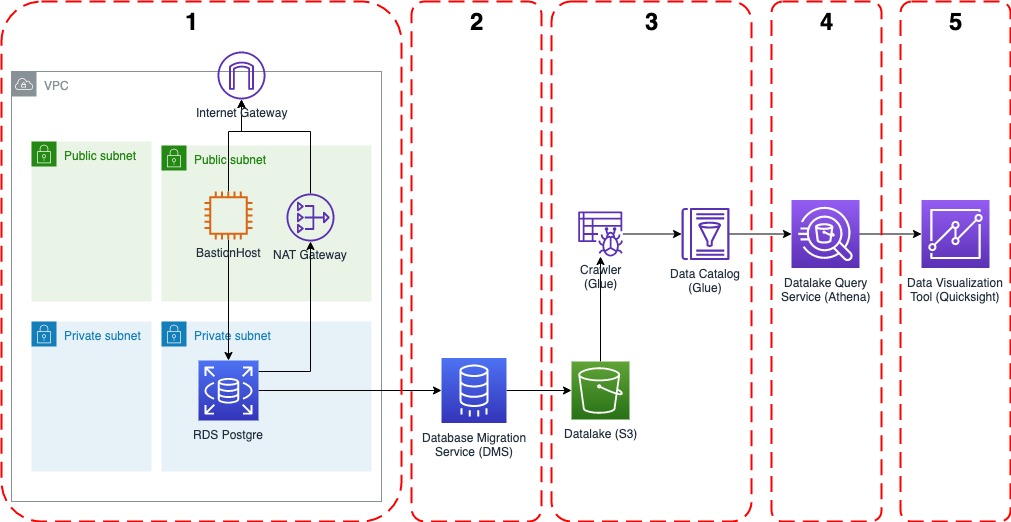 1
2
3
4
5
VPC
Internet Gateway
Public subnet
Public subnet
BastionHost
NAT Gateway
Private subnet
Private subnet
RDS Postgre
Database Migration
Service (DMS)
Datalake (S3)
Crawler
(Glue)
Data Catalog
(Glue)
Datalake Query
Service (Athena)
Data Visualization
Tool (Quicksight)